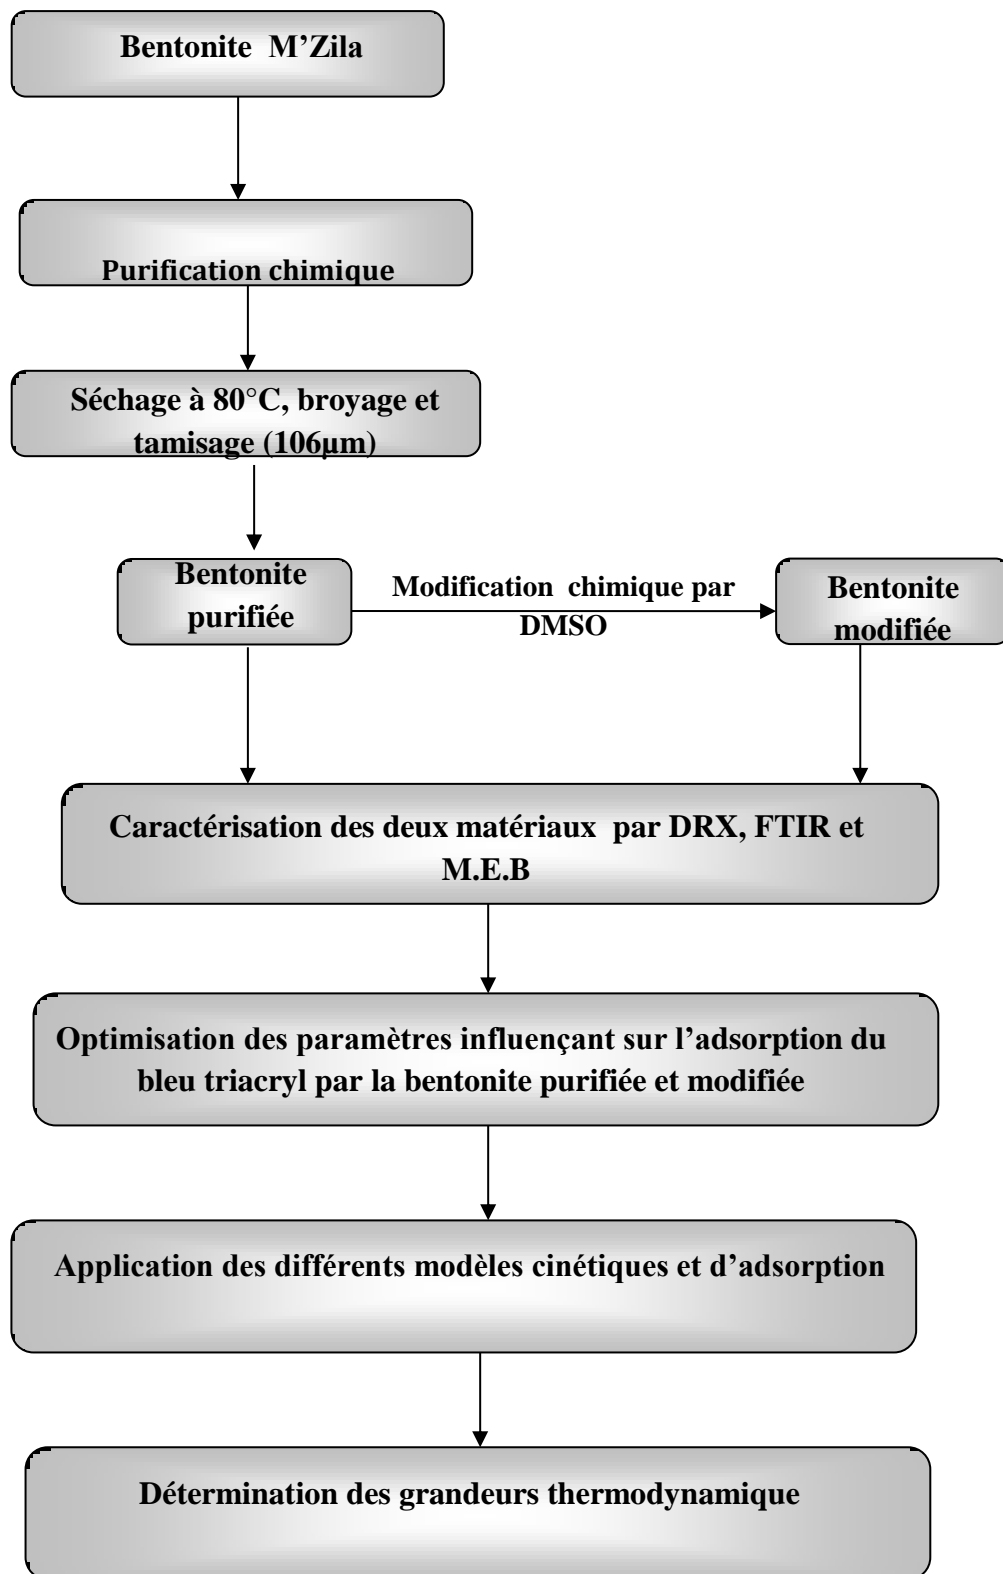 Bentonite M’Zila
Purification chimique
Séchage à 80°C, broyage et
tamisage (106µm)
Bentonite
purifiée
Modification chimique par
DMSO
Bentonite
modifiée
Caractérisation des deux matériaux par DRX, FTIR et
M.E.B
Optimisation des paramètres influençant sur l’adsorption du
bleu triacryl par la bentonite purifiée et modifiée
Application des différents modèles cinétiques et d’adsorption
Détermination des grandeurs thermodynamique